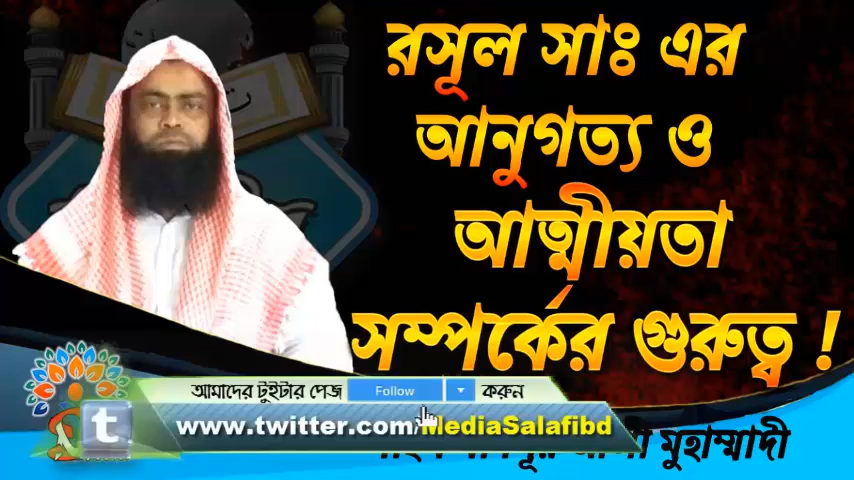 রসূল সাঃ এর
আনুগত্য ও
আত্মীয়তা
সম্পর্কের গুরুত্ব !
আমাদের টুইটার পেজ Follow করুন
www.twitter.com/MediaSalafibd
মুহাম্মাদী